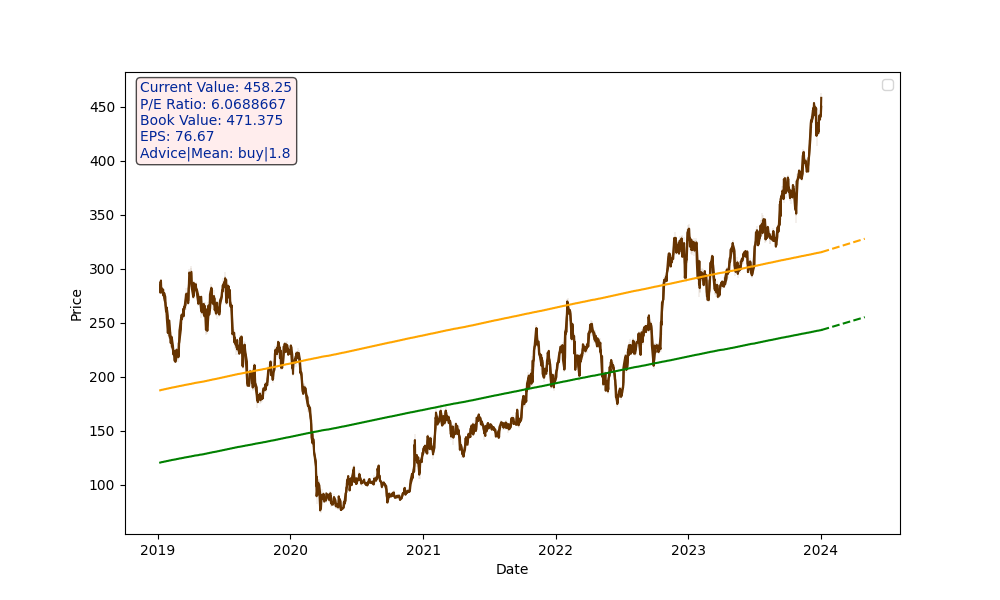 Current Value: 458.25
P/E Ratio: 6.0688667
Book Value: 471.375
EPS: 76.67
Advice|Mean: buy|1.8
450
400
350
300
250
200
150
100
Price
2019 2020 2021 2022 2023 2024
Date